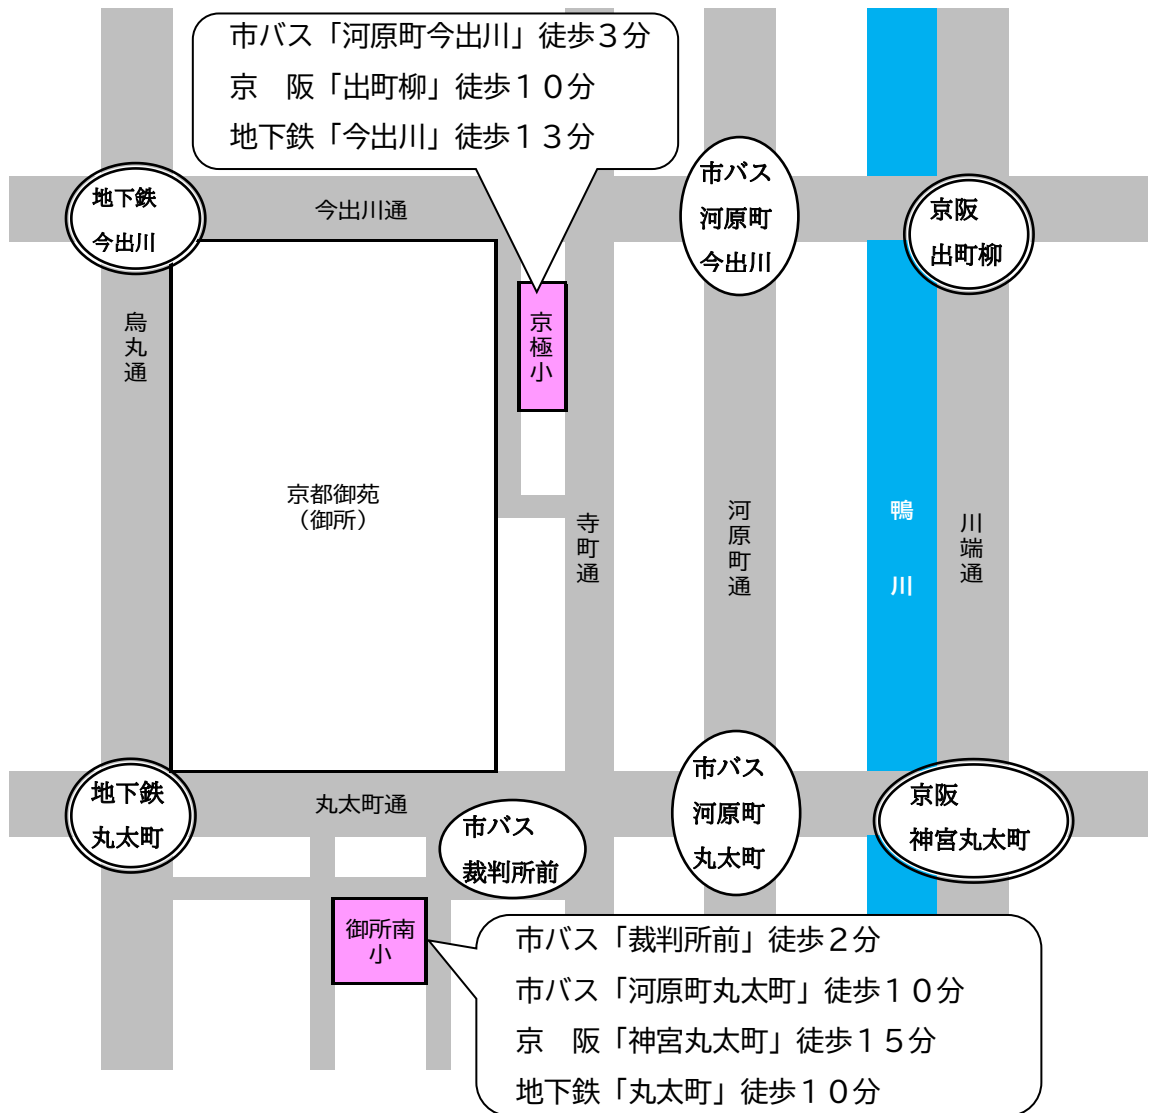 市バス「河原町今出川」徒歩３分
京　阪「出町柳」徒歩１０分
地下鉄「今出川」徒歩１３分
地下鉄
今出川
今出川通
市バス
河原町
今出川
京阪
出町柳
烏丸通
京極小
京都御苑
（御所）
寺町通
河原町通
鴨川
川端通
地下鉄
丸太町
丸太町通
市バス
裁判所前
市バス
河原町
丸太町
京阪
神宮丸太町
御所南
小
市バス「裁判所前」徒歩２分
市バス「河原町丸太町」徒歩１０分
京　阪「神宮丸太町」徒歩１５分
地下鉄「丸太町」徒歩１０分